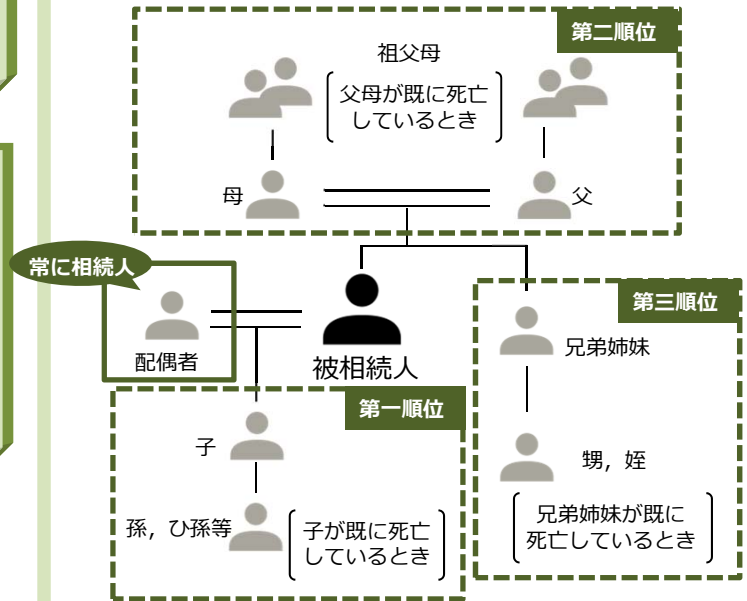 第二順位
祖父母
父母が既に死亡
しているとき
母
父
常に相続人
配偶者
被相続人
第三順位
兄弟姉妹
甥，姪
兄弟姉妹が既に
死亡しているとき
第一順位
子
孫，ひ孫等
子が既に死亡
しているとき